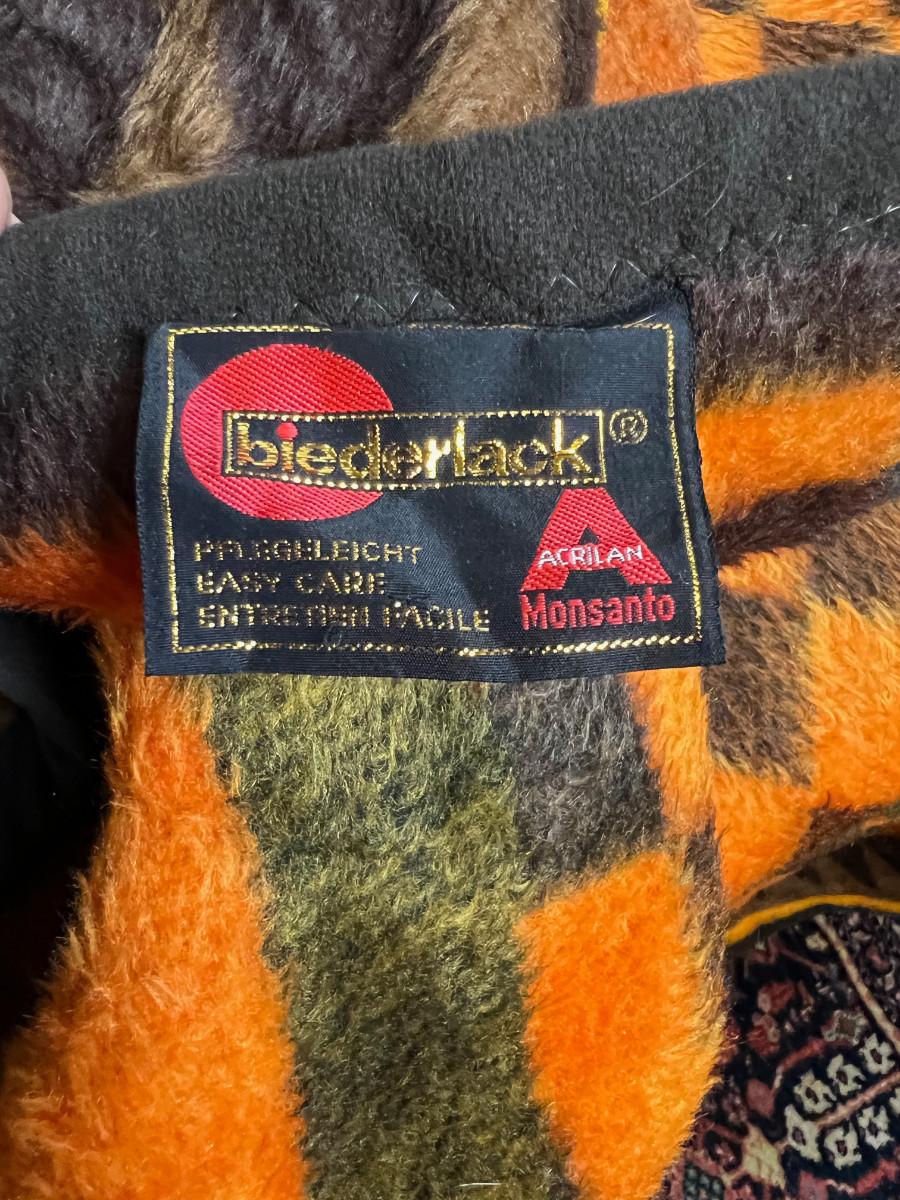 biederlack ®
PFLEGELEICHT
EASY CARE
ENTRETIEN FACILE
A
ACRILAN
Monsanto